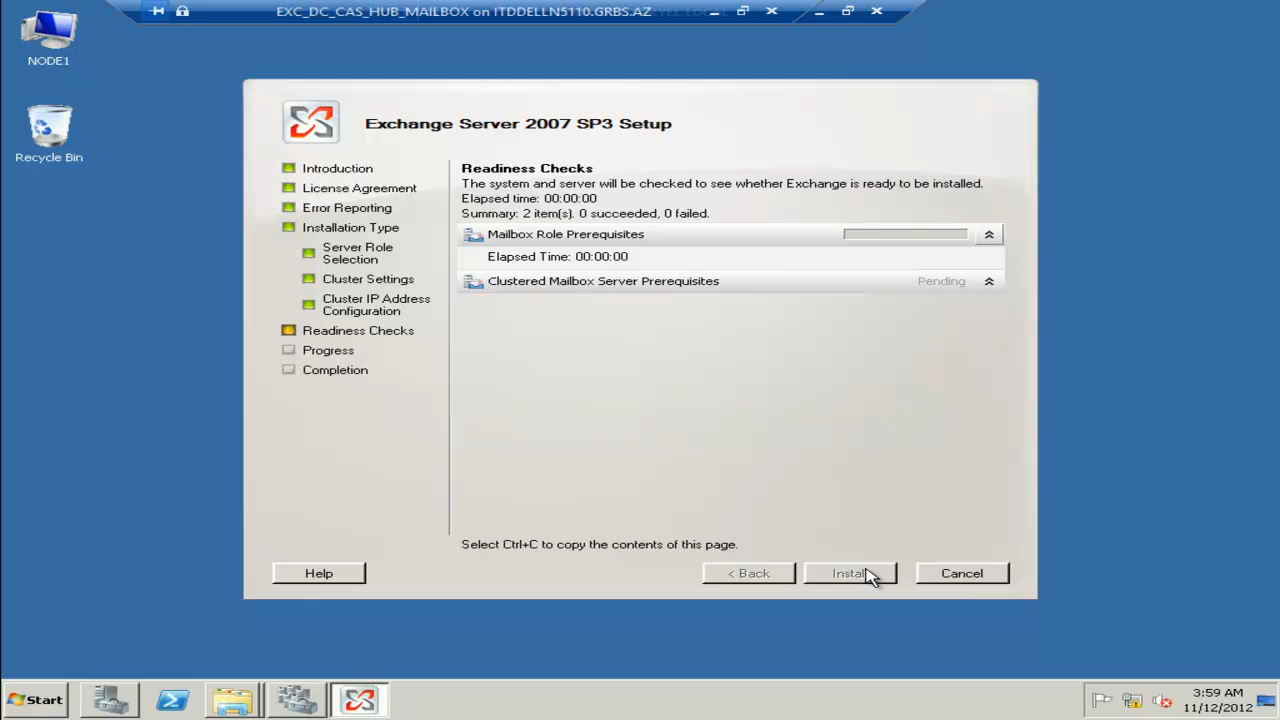 EXC_DC_CAS_HUB_MAILBOX on ITDDELLN5110.GRBS.AZ
NODE1
Recycle Bin
Exchange Server 2007 SP3 Setup
Introduction
License Agreement
Error Reporting
Installation Type
Server Role
Selection
Cluster Settings
Cluster IP Address
Configuration
Readiness Checks
Progress
Completion
Readiness Checks
The system and server will be checked to see whether Exchange is ready to be installed.
Elapsed time: 00:00:00
Summary: 2 item(s). 0 succeeded, 0 failed.
Mailbox Role Prerequisites
Elapsed Time: 00:00:00
Clustered Mailbox Server Prerequisites
Pending
Select Ctrl+C to copy the contents of this page.
Help
< Back
Install
Cancel
Start
3:59 AM
11/12/2012